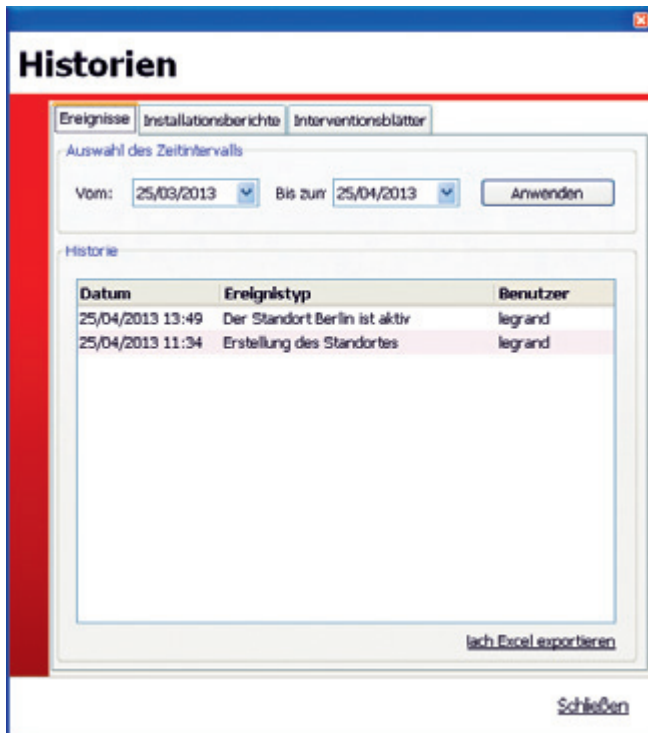 Historien
Ereignisse Installationsberichte Interventionsblätter
Auswahl des Zeitintervalls
Vom: 25/03/2013 Bis zum 25/04/2013 Anwenden
Historie
Datum Ereignistyp Benutzer
25/04/2013 13:49 Der Standort Berlin ist aktiv legrand
25/04/2013 11:34 Erstellung des Standortes legrand
lach Excel exportieren
Schließen